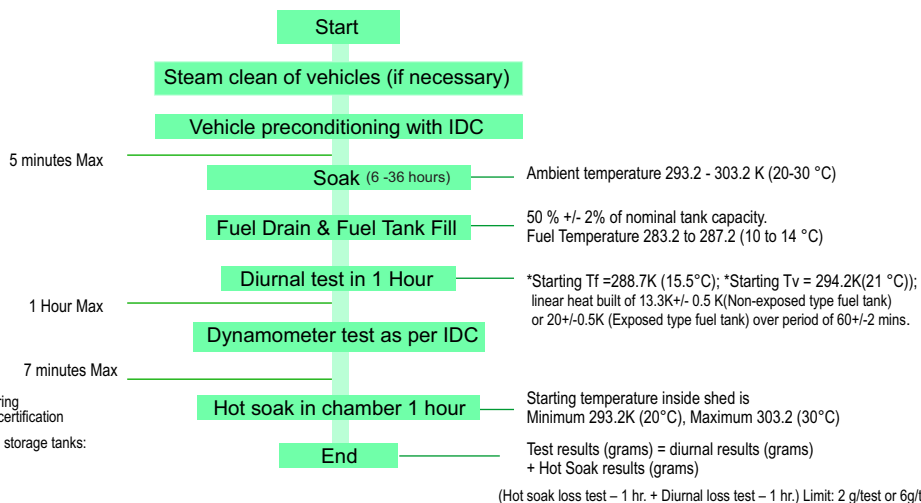 Start
Steam clean of vehicles (if necessary)
Vehicle preconditioning with IDC
5 minutes Max
Soak (6 -36 hours)
Ambient temperature 293.2 - 303.2 K (20-30 °C)
Fuel Drain & Fuel Tank Fill
50 % +/- 2% of nominal tank capacity.
Fuel Temperature 283.2 to 287.2 (10 to 14 °C)
Diurnal test in 1 Hour
*Starting Tf =288.7K (15.5°C); *Starting Tv = 294.2K(21 °C));
linear heat built of 13.3K+/- 0.5 K(Non-exposed type fuel tank)
or 20+/-0.5K (Exposed type fuel tank) over period of 60+/-2 mins.
1 Hour Max
Dynamometer test as per IDC
7 minutes Max
Hot soak in chamber 1 hour
Starting temperature inside shed is
Minimum 293.2K (20°C), Maximum 303.2 (30°C)
ring
certification
storage tanks:
End
Test results (grams) = diurnal results (grams)
+ Hot Soak results (grams)
(Hot soak loss test – 1 hr. + Diurnal loss test – 1 hr.) Limit: 2 g/test or 6g/t